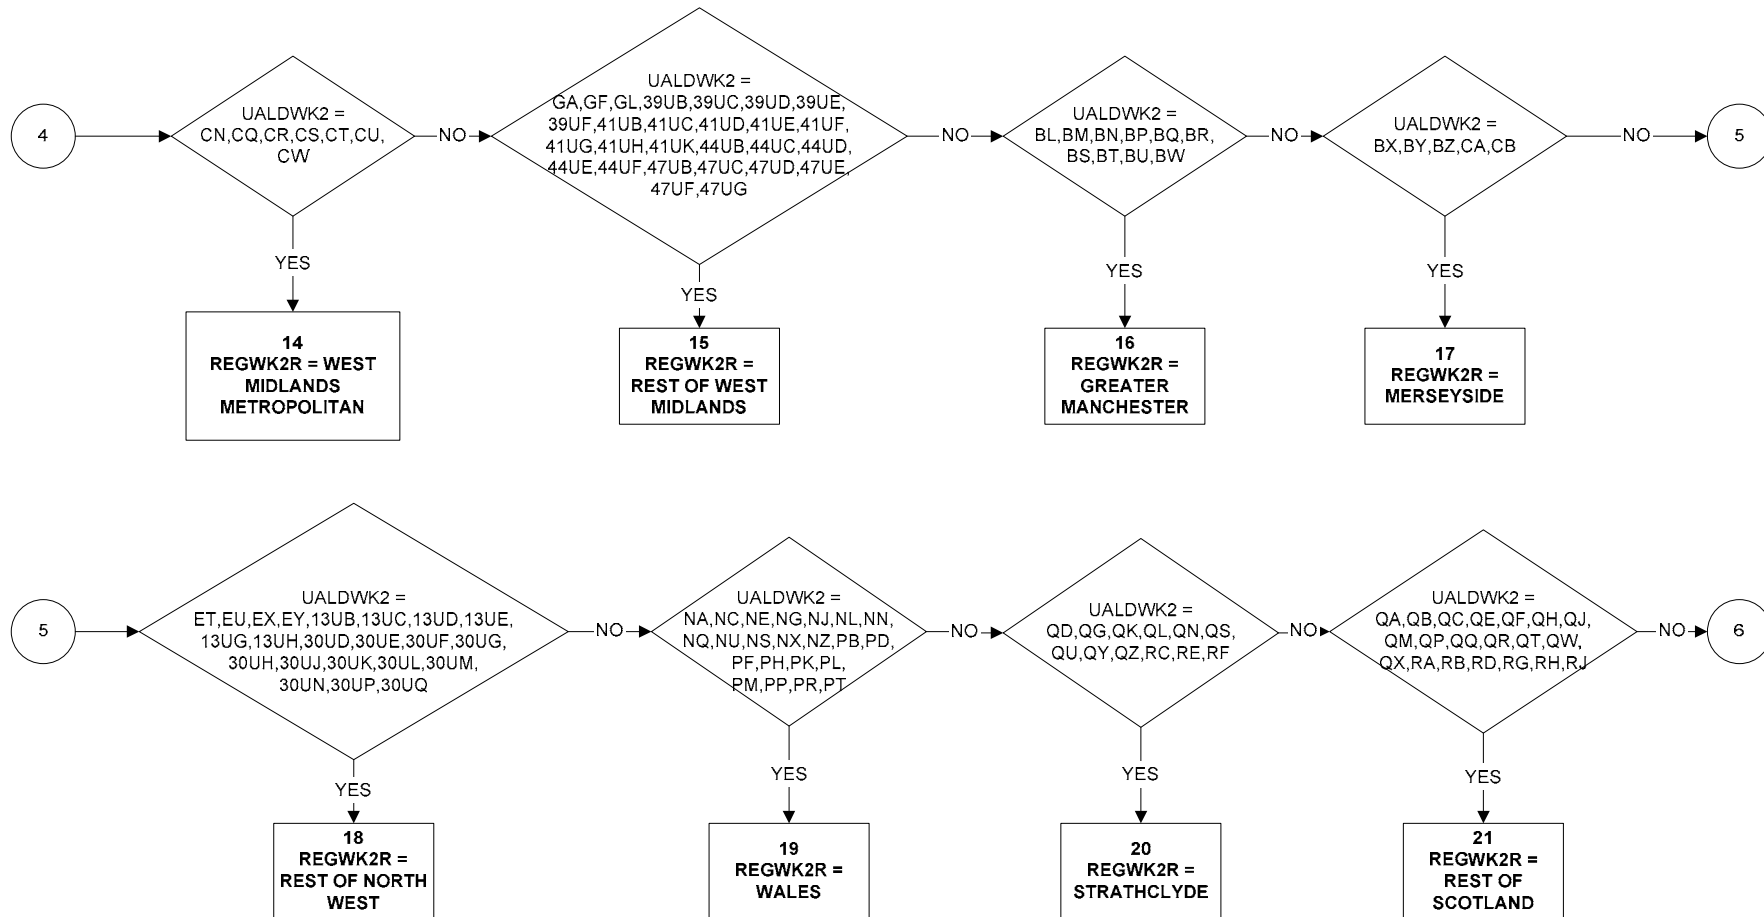 4
UALDWK2 =
CN,CQ,CR,CS,CT,CU,
CW
NO
UALDWK2 =
GA,GF,GL,39UB,39UC,39UD,39UE,
39UF,41UB,41UC,41UD,41UE,41UF,
41UG,41UH,41UK,44UB,44UC,44UD,
44UE,44UF,47UB,47UC,47UD,47UE,
47UF,47UG
NO
UALDWK2 =
BL,BM,BN,BP,BQ,BR,
BS,BT,BU,BW
NO
UALDWK2 =
BX,BY,BZ,CA,CB
NO
5
YES
YES
YES
YES
14
REGWK2R = WEST
MIDLANDS
METROPOLITAN
15
REGWK2R =
REST OF WEST
MIDLANDS
16
REGWK2R =
GREATER
MANCHESTER
17
REGWK2R =
MERSEYSIDE
5
UALDWK2 =
ET,EU,EX,EY,13UB,13UC,13UD,13UE,
13UG,13UH,30UD,30UE,30UF,30UG,
30UH,30UJ,30UK,30UL,30UM,
30UN,30UP,30UQ
NO
UALDWK2 =
NA,NC,NE,NG,NJ,NL,NN,
NQ,NU,NS,NX,NZ,PB,PD,
PF,PH,PK,PL,
PM,PP,PR,PT
NO
UALDWK2 =
QD,QG,QK,QL,QN,QS,
QU,QY,QZ,RC,RE,RF
NO
UALDWK2 =
QA,QB,QC,QE,QF,QH,QJ,
QM,QP,QQ,QR,QT,QW,
QX,RA,RB,RD,RG,RH,RJ
NO
6
YES
YES
YES
YES
18
REGWK2R =
REST OF NORTH
WEST
19
REGWK2R =
WALES
20
REGWK2R =
STRATHCLYDE
21
REGWK2R =
REST OF
SCOTLAND